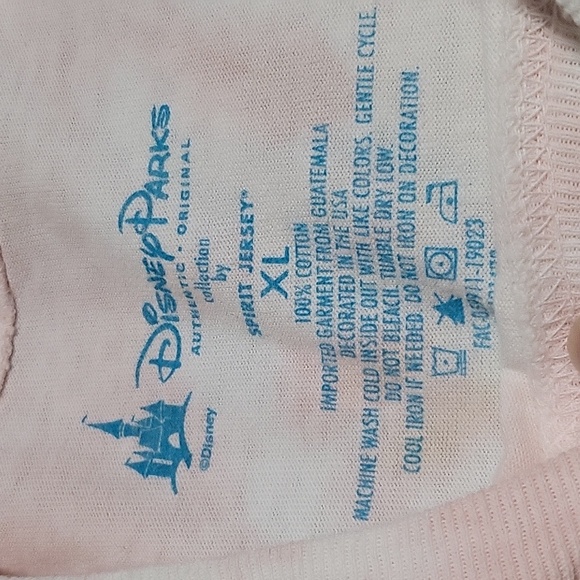 ©Disney
Disney Parks
AUTHENTIC • ORIGINAL
collection
by
SPIRIT JERSEY®
XL
100% COTTON
IMPORTED GARMENT FROM GUATEMALA
DECORATED IN THE USA
MACHINE WASH COLD INSIDE OUT WITH LIKE COLORS. GENTLE CYCLE.
DO NOT BLEACH. TUMBLE DRY LOW
COOL IRON IF NEEDED. DO NOT IRON ON DECORATION.